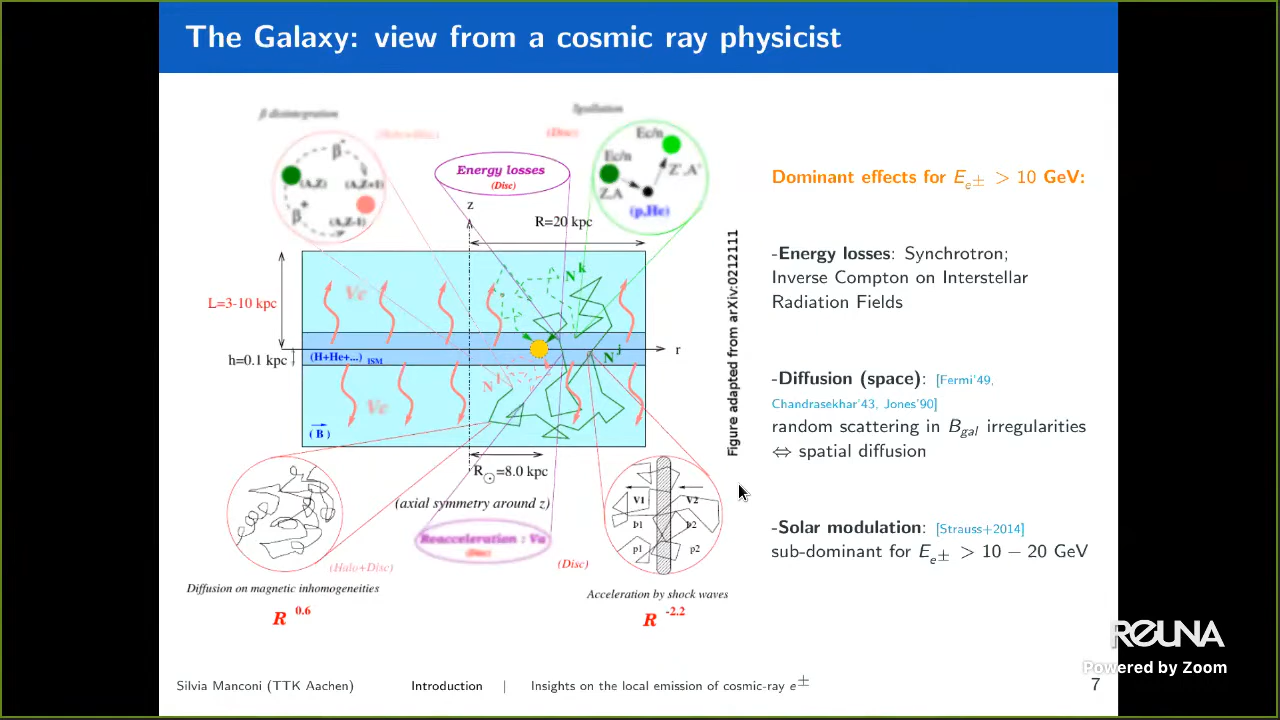 The Galaxy: view from a cosmic ray physicist
β disintegration
Spallation
(Disc)
Energy losses
(Disc)
β⁻
(A,Z)
(A,Z+1)
β⁺
(A,Z-1)
Ec/n
Ec/n
Z',A'
Z,A
(p,He)
z
R=20 kpc
L=3-10 kpc
Vc
N^k
(H+He+...) ISM
h=0.1 kpc
r
N^j
N^i
Vc
(B)
R☉=8.0 kpc
(axial symmetry around z)
Reacceleration : Va
(Disc)
V1
V2
p1
p2
p1
p2
(Halo+Disc)
(Disc)
Diffusion on magnetic inhomogeneities
R 0.6
Acceleration by shock waves
R -2.2
Figure adapted from arXiv:0212111
Dominant effects for E_e± > 10 GeV:
-Energy losses: Synchrotron;
Inverse Compton on Interstellar
Radiation Fields
-Diffusion (space): [Fermi'49,
Chandrasekhar'43, Jones'90]
random scattering in B_gal irregularities
⇔ spatial diffusion
-Solar modulation: [Strauss+2014]
sub-dominant for E_e± > 10 − 20 GeV
REUNA
Powered by Zoom
Silvia Manconi (TTK Aachen)
Introduction | Insights on the local emission of cosmic-ray e±
7